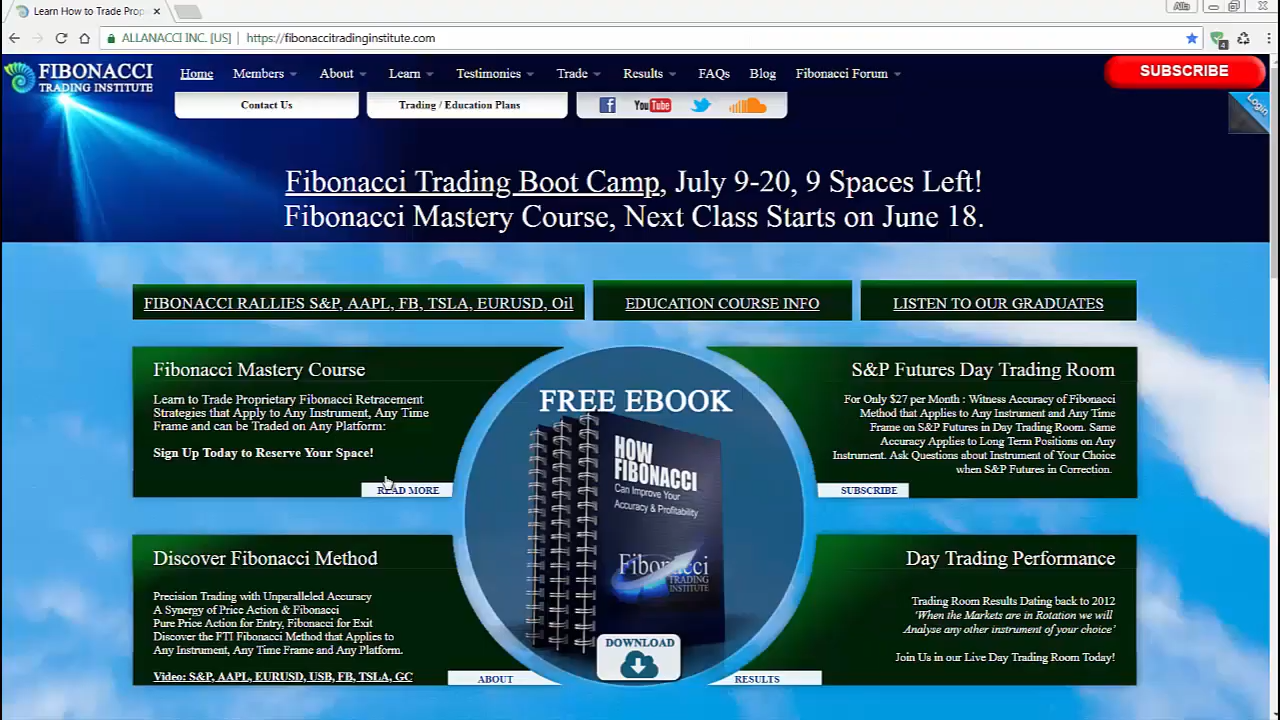 Learn How to Trade Prop
Alla
ALLANACCI INC. [US]
https://fibonaccitradinginstitute.com
4
FIBONACCI
TRADING INSTITUTE
Home
Members
About
Learn
Testimonies
Trade
Results
FAQs
Blog
Fibonacci Forum
SUBSCRIBE
Contact Us
Trading / Education Plans
YouTube
Login
Fibonacci Trading Boot Camp, July 9-20, 9 Spaces Left!
Fibonacci Mastery Course, Next Class Starts on June 18.
FIBONACCI RALLIES S&P, AAPL, FB, TSLA, EURUSD, Oil
EDUCATION COURSE INFO
LISTEN TO OUR GRADUATES
Fibonacci Mastery Course
Learn to Trade Proprietary Fibonacci Retracement
Strategies that Apply to Any Instrument, Any Time
Frame and can be Traded on Any Platform:
Sign Up Today to Reserve Your Space!
READ MORE
FREE EBOOK
HOW
FIBONACCI
Can Improve Your
Accuracy & Profitability
Fibonacci
TRADING
INSTITUTE
DOWNLOAD
S&P Futures Day Trading Room
For Only $27 per Month : Witness Accuracy of Fibonacci
Method that Applies to Any Instrument and Any Time
Frame on S&P Futures in Day Trading Room. Same
Accuracy Applies to Long Term Positions on Any
Instrument. Ask Questions about Instrument of Your Choice
when S&P Futures in Correction.
SUBSCRIBE
Discover Fibonacci Method
Precision Trading with Unparalleled Accuracy
A Synergy of Price Action & Fibonacci
Pure Price Action for Entry, Fibonacci for Exit
Discover the FTI Fibonacci Method that Applies to
Any Instrument, Any Time Frame and Any Platform.
Video: S&P, AAPL, EURUSD, USB, FB, TSLA, GC
ABOUT
Day Trading Performance
Trading Room Results Dating back to 2012
'When the Markets are in Rotation we will
Analyse any other instrument of your choice'
Join Us in our Live Day Trading Room Today!
RESULTS